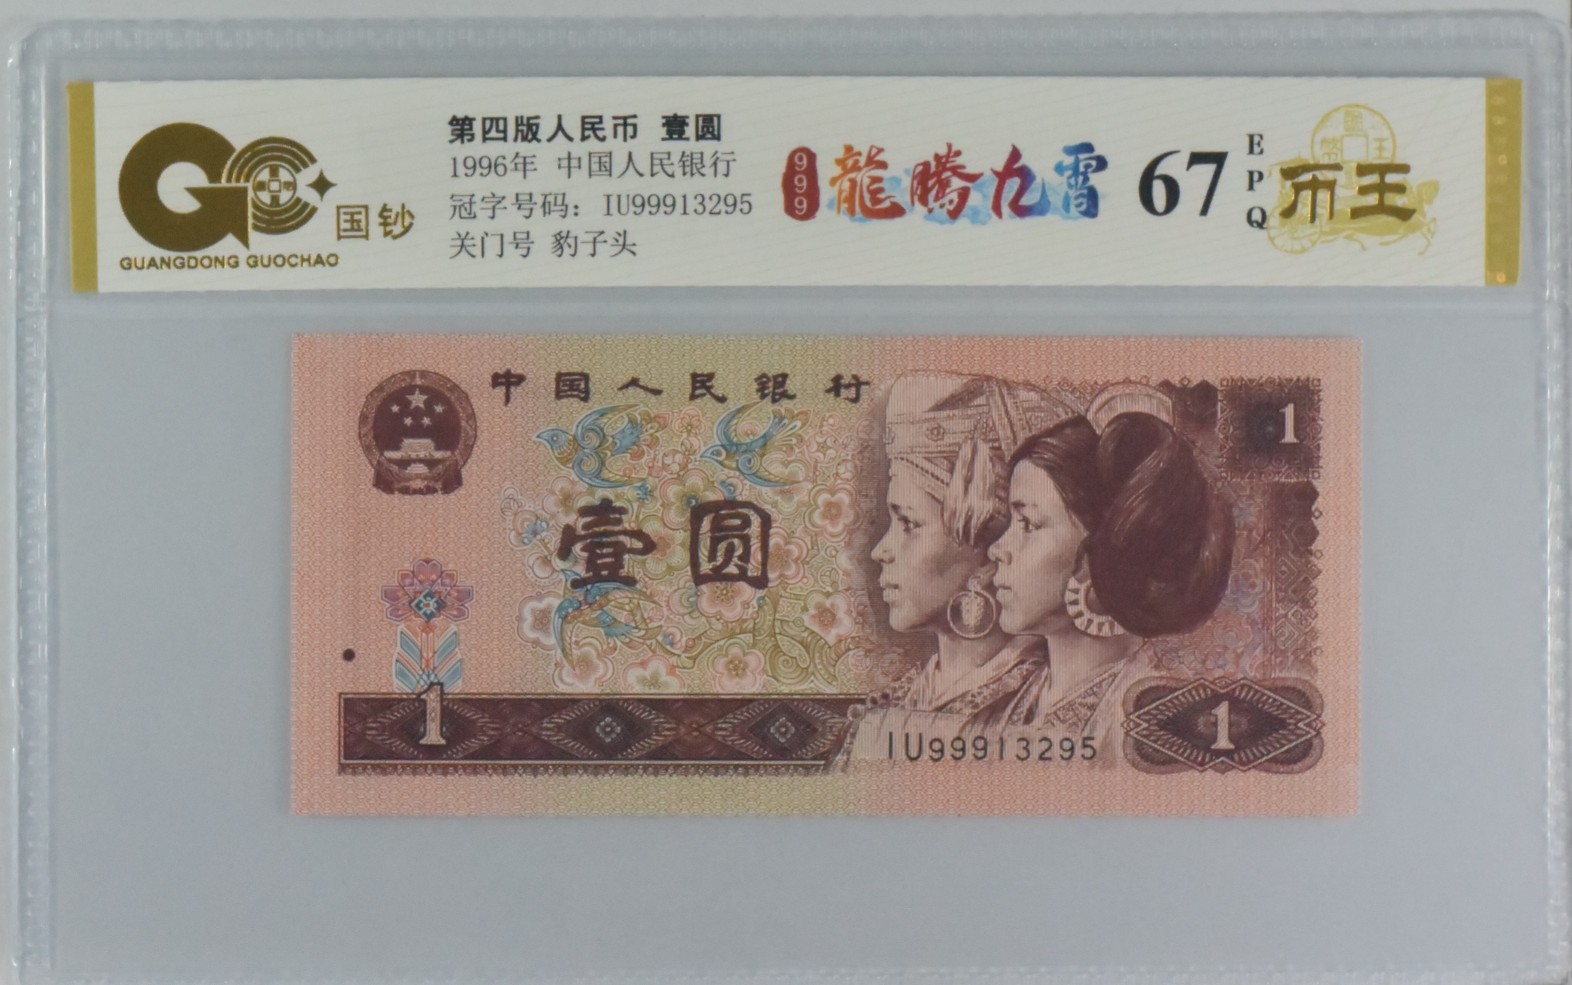 国钞
GUANGDONG GUOCHAO
第四版人民币 壹圆
1996年 中国人民银行
冠字号码：IU99913295
关门号 豹子头
999
龍騰九霄
67
EPQ
币王
中国人民银行
1
壹圆
1
IU99913295
1